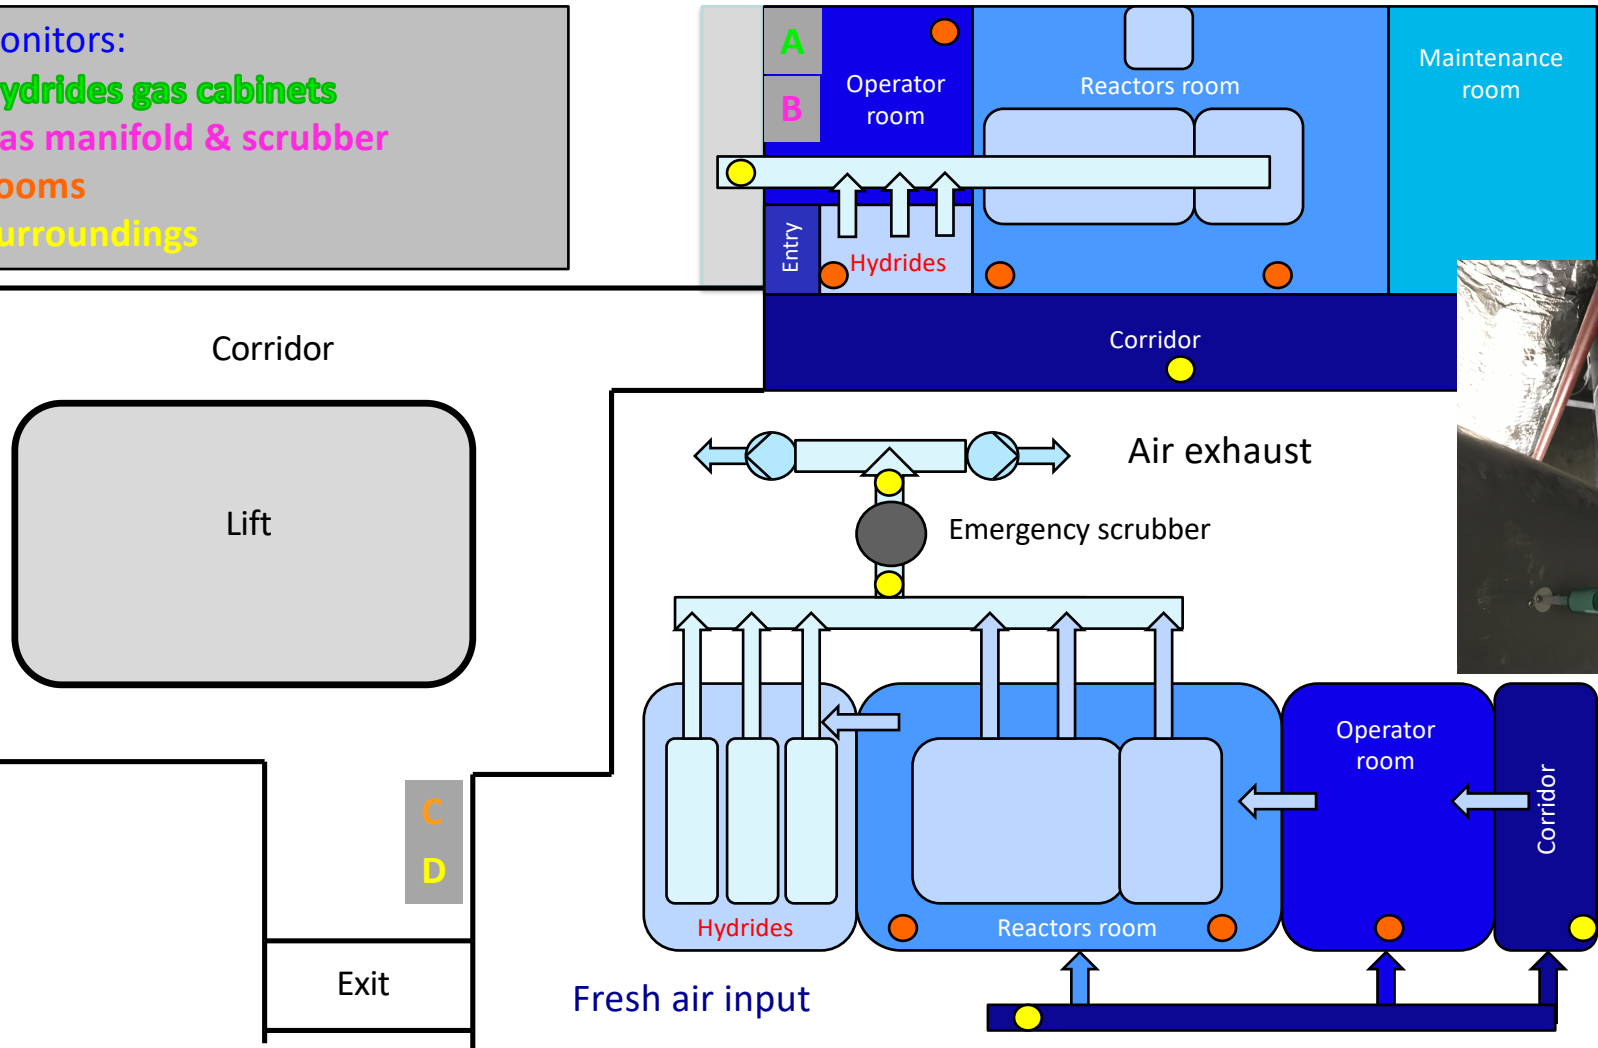 onitors:
ydrides gas cabinets
as manifold & scrubber
ooms
urroundings
A
B
Operator
room
Reactors room
Maintenance
room
Entry
Hydrides
Corridor
Corridor
Lift
Air exhaust
Emergency scrubber
C
D
Exit
Operator
room
Corridor
Hydrides
Reactors room
Fresh air input